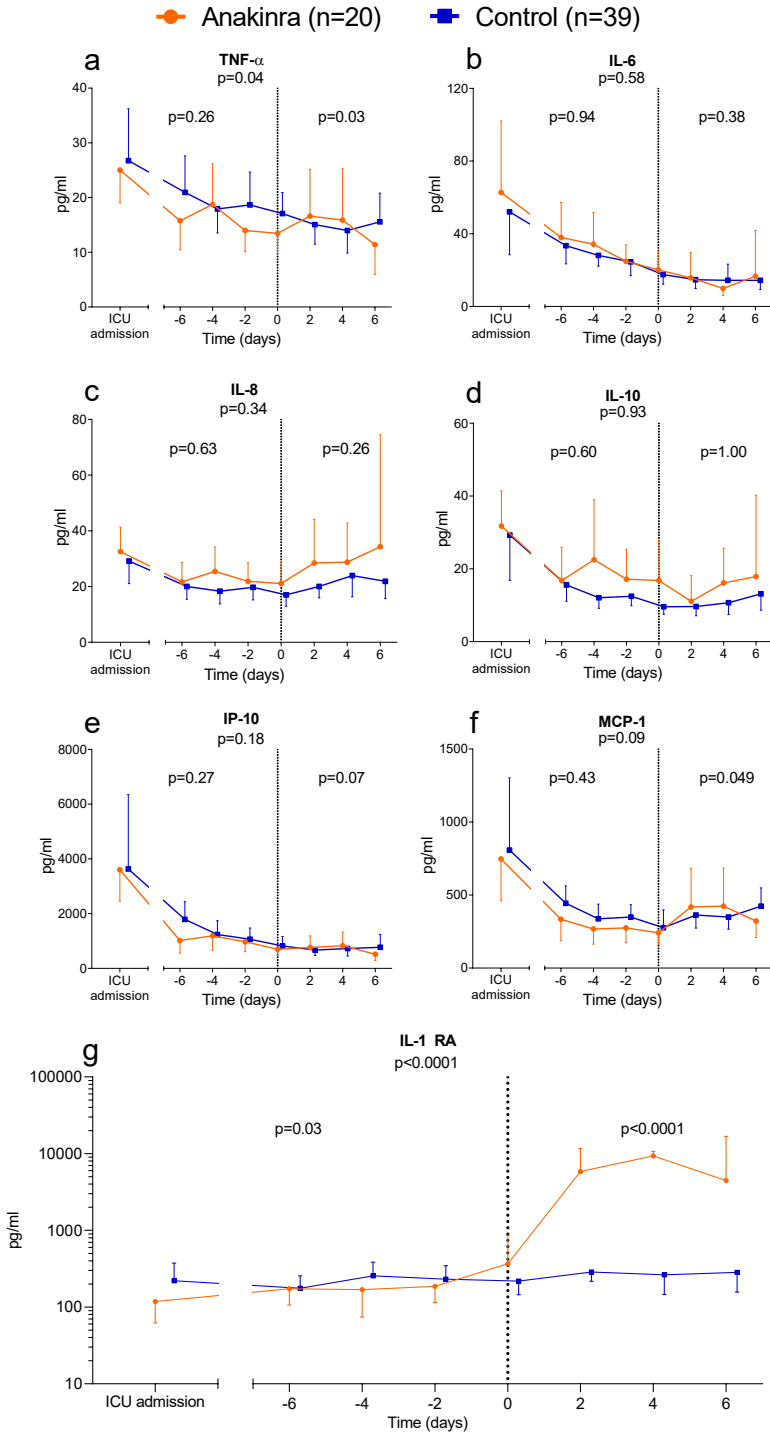 Anakinra (n=20) Control (n=39)
a
TNF-α
p=0.04
p=0.26 p=0.03
40
30
20
10
0
pg/ml
ICU admission
-6 -4 -2 0 2 4 6
Time (days)
b
IL-6
p=0.58
p=0.94 p=0.38
120
80
40
0
pg/ml
ICU admission
-6 -4 -2 0 2 4 6
Time (days)
c
IL-8
p=0.34
p=0.63 p=0.26
80
60
40
20
0
pg/ml
ICU admission
-6 -4 -2 0 2 4 6
Time (days)
d
IL-10
p=0.93
p=0.60 p=1.00
60
40
20
0
pg/ml
ICU admission
-6 -4 -2 0 2 4 6
Time (days)
e
IP-10
p=0.18
p=0.27 p=0.07
8000
6000
4000
2000
0
pg/ml
ICU admission
-6 -4 -2 0 2 4 6
Time (days)
f
MCP-1
p=0.09
p=0.43 p=0.049
1500
1000
500
0
pg/ml
ICU admission
-6 -4 -2 0 2 4 6
Time (days)
g
IL-1 RA
p<0.0001
p=0.03 p<0.0001
100000
10000
1000
100
10
pg/ml
ICU admission
-6 -4 -2 0 2 4 6
Time (days)